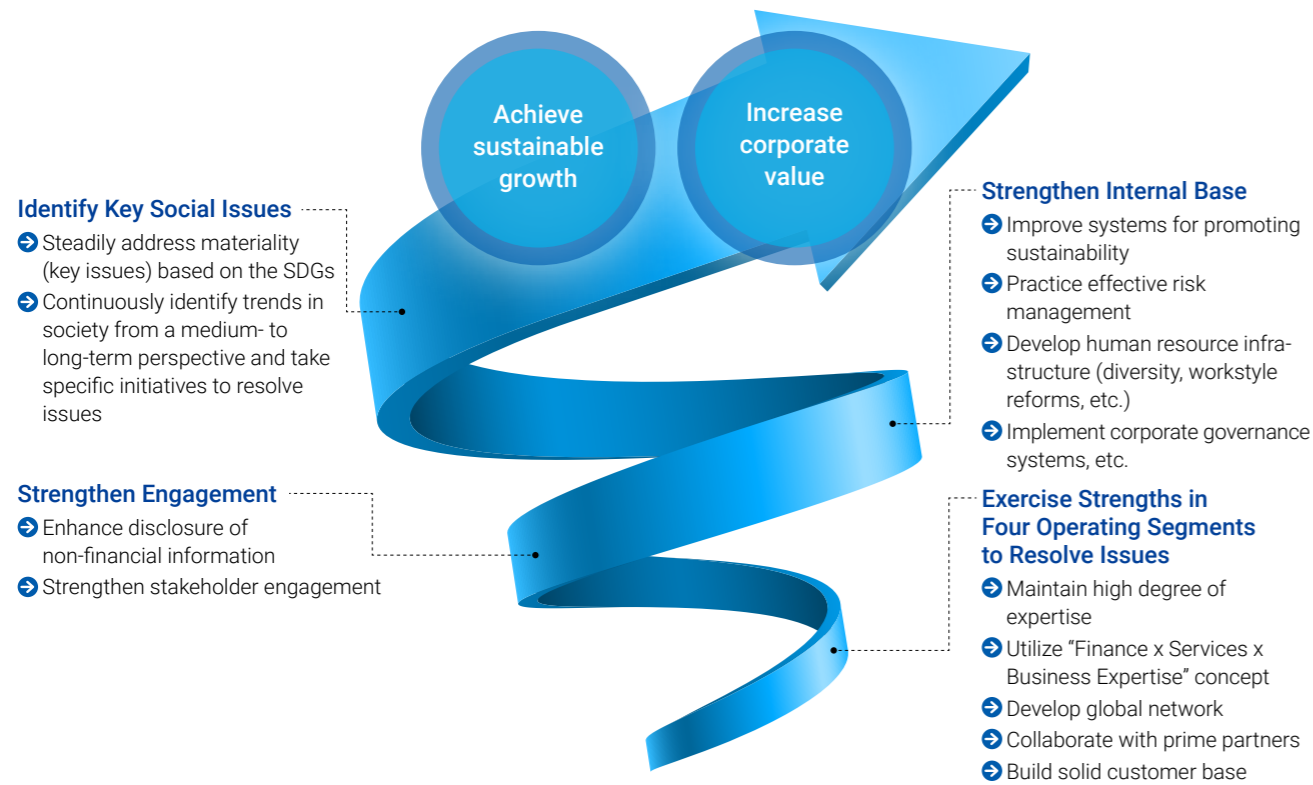 Achieve
sustainable
growth
Increase
corporate
value
Identify Key Social Issues
Steadily address materiality
(key issues) based on the SDGs
Continuously identify trends in
society from a medium- to
long-term perspective and take
specific initiatives to resolve
issues
Strengthen Engagement
Enhance disclosure of
non-financial information
Strengthen stakeholder engagement
Strengthen Internal Base
Improve systems for promoting
sustainability
Practice effective risk
management
Develop human resource infra-
structure (diversity, workstyle
reforms, etc.)
Implement corporate governance
systems, etc.
Exercise Strengths in
Four Operating Segments
to Resolve Issues
Maintain high degree of
expertise
Utilize “Finance x Services x
Business Expertise” concept
Develop global network
Collaborate with prime partners
Build solid customer base